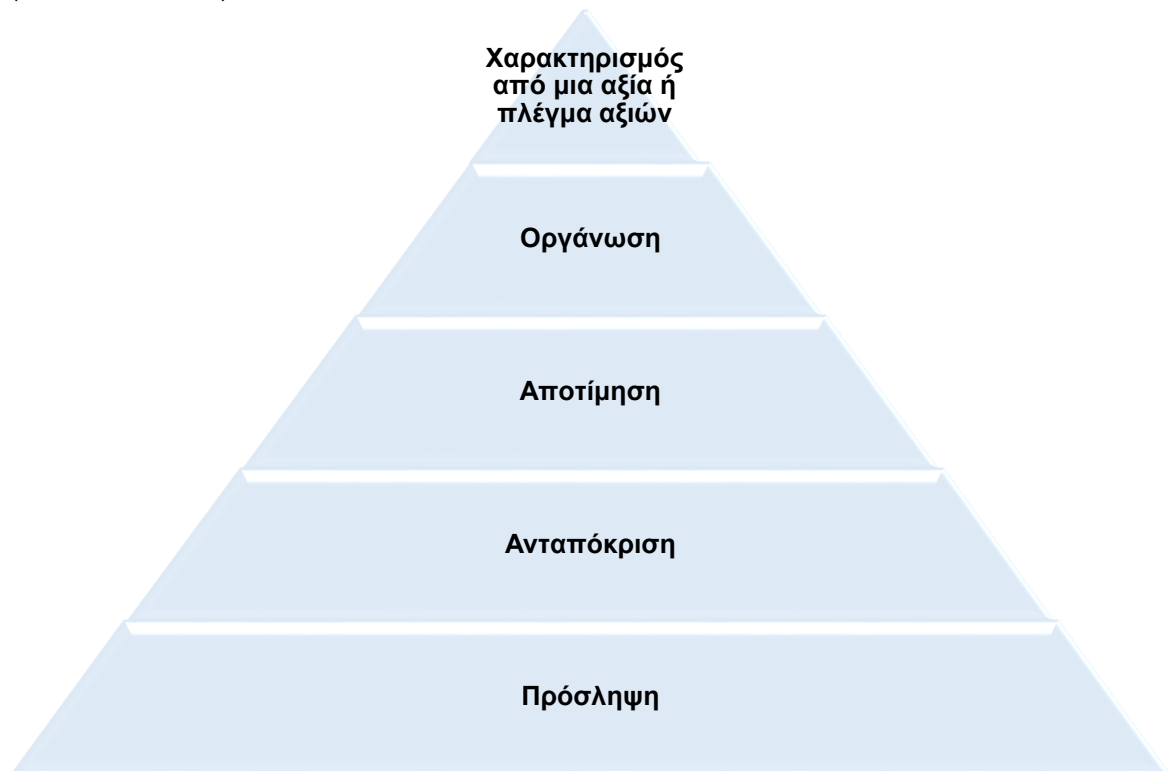 Χαρακτηρισμός
από μια αξία ή
πλέγμα αξιών
Οργάνωση
Αποτίμηση
Ανταπόκριση
Πρόσληψη